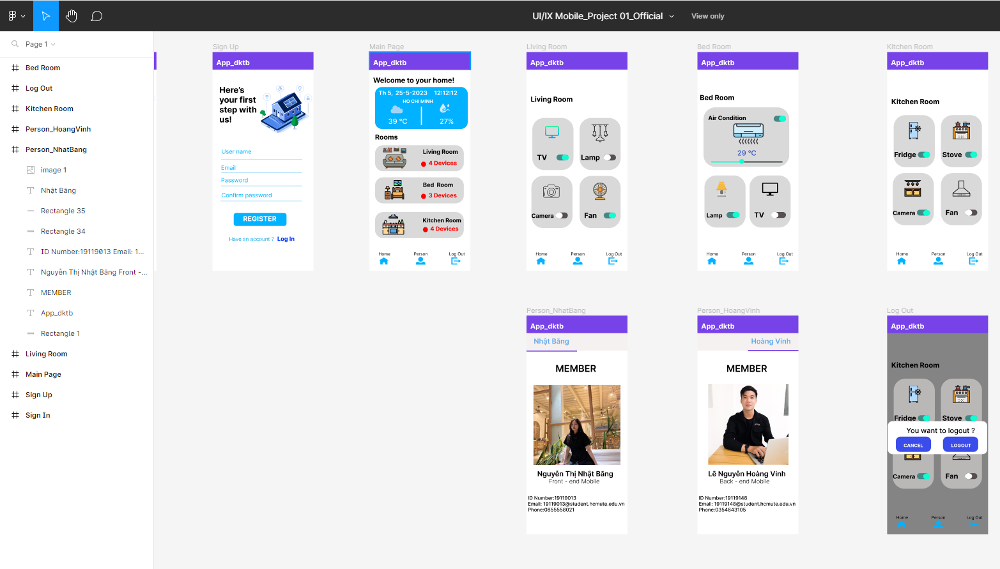 UI/IX Mobile_Project 01_Official
View only
Page 1
Bed Room
Log Out
Kitchen Room
Person_HoangVinh
Person_NhatBang
image 1
Nhật Băng
Rectangle 35
Rectangle 34
ID Number:19119013 Email: 1...
Nguyễn Thị Nhật Băng Front -...
MEMBER
App_dktb
Rectangle 1
Living Room
Main Page
Sign Up
Sign In
Sign Up
App_dktb
Here's
your first
step with
us!
User name
Email
Password
Confirm password
REGISTER
Have an account ? Log In
Main Page
App_dktb
Welcome to your home!
Th 5, 25-5-2023 12:12:12
HO CHI MINH
39 °C 27%
Rooms
Living Room
4 Devices
Bed Room
3 Devices
Kitchen Room
4 Devices
Home Person Log Out
Living Room
App_dktb
Living Room
TV Lamp
Camera Fan
Home Person Log Out
Bed Room
App_dktb
Bed Room
Air Condition
29 °C
Lamp TV
Home Person Log Out
Kitchen Room
App_dktb
Kitchen Room
Fridge Stove
Camera Fan
Home Person Log Out
Person_NhatBang
App_dktb
Nhật Băng
MEMBER
Nguyễn Thị Nhật Băng
Front - end Mobile
ID Number:19119013
Email: 19119013@student.hcmute.edu.vn
Phone:0855558021
Person_HoangVinh
App_dktb
Hoàng Vinh
MEMBER
Lê Nguyễn Hoàng Vinh
Back - end Mobile
ID Number:19119148
Email: 19119148@student.hcmute.edu.vn
Phone:0354643105
Log Out
App_dktb
Kitchen Room
Fridge Stove
You want to logout ?
CANCEL LOGOUT
Camera Fan
Home Person Log Out